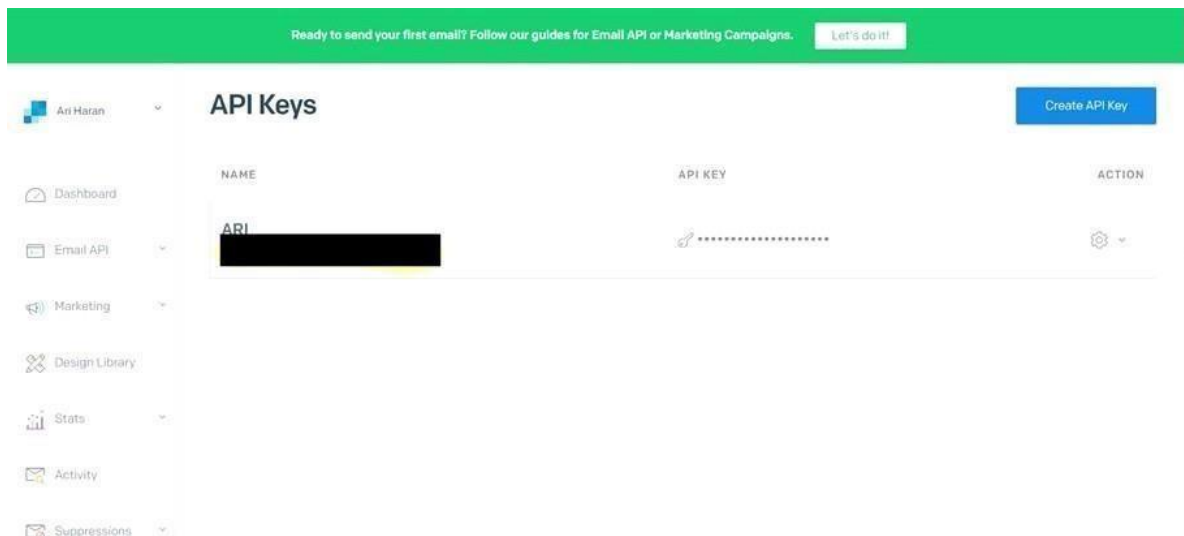 Ready to send your first email? Follow our guides for Email API or Marketing Campaigns.
Let's do it!
Ari Haran
API Keys
Create API Key
NAME
API KEY
ACTION
Dashboard
ARI
••••••••••••••••••••
Email API
Marketing
Design Library
Stats
Activity
Suppressions